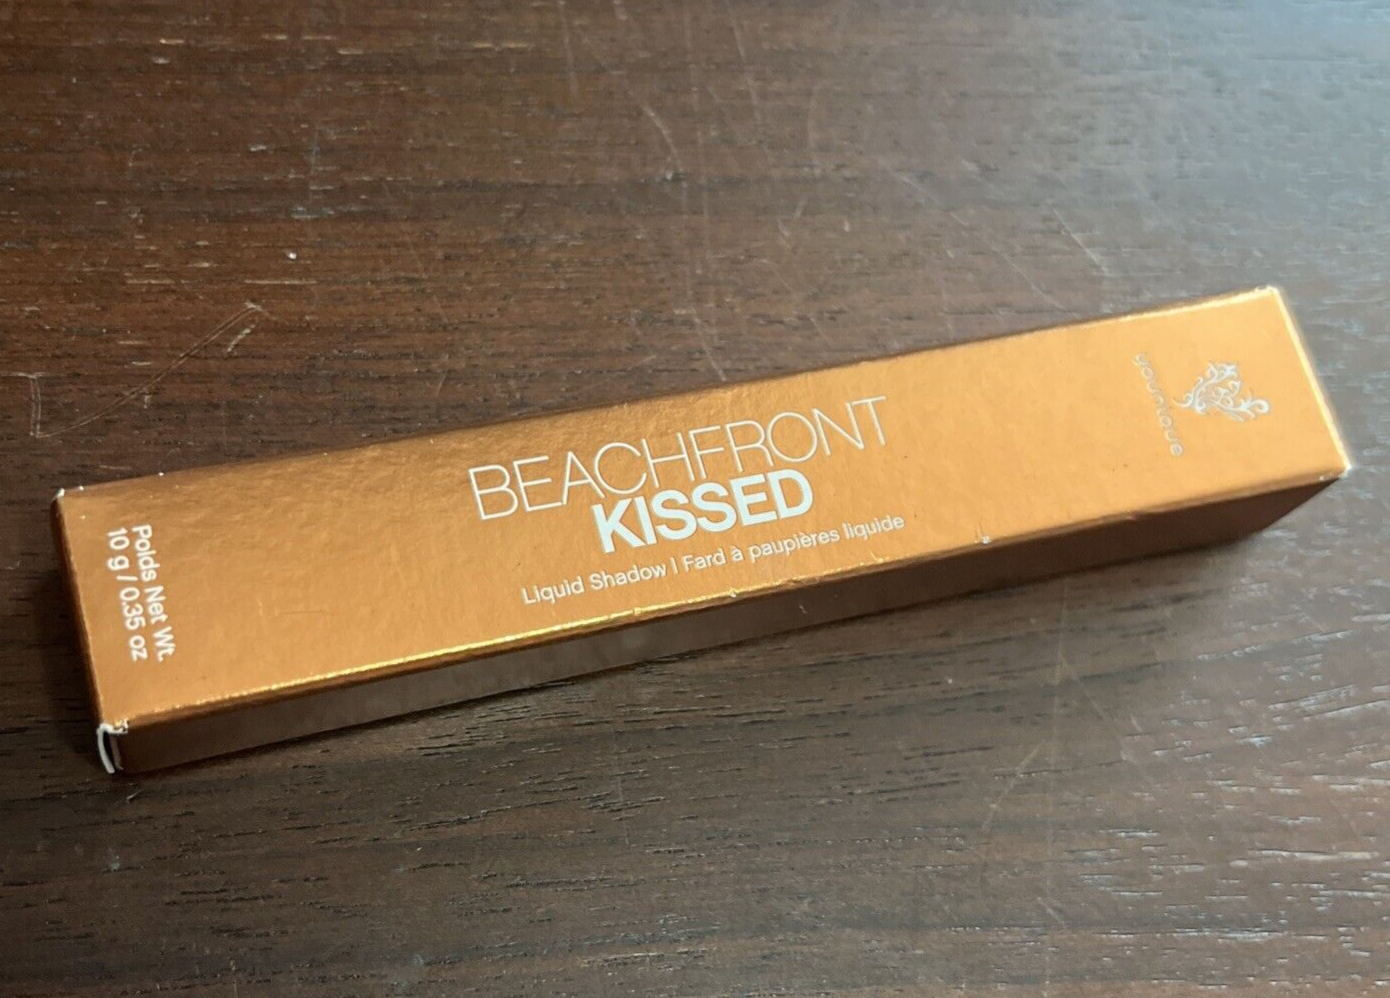 BEACHFRONT
KISSED
Liquid Shadow | Fard à paupières liquide
Poids Net Wt.
10 g / 0.35 oz
younique